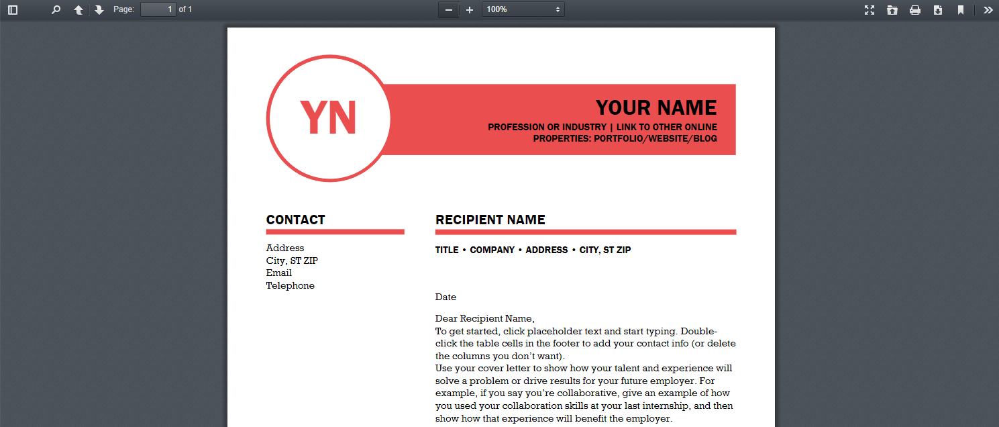 Page: 1 of 1 100%
YN
YOUR NAME
PROFESSION OR INDUSTRY | LINK TO OTHER ONLINE
PROPERTIES: PORTFOLIO/WEBSITE/BLOG
CONTACT
Address
City, ST ZIP
Email
Telephone
RECIPIENT NAME
TITLE • COMPANY • ADDRESS • CITY, ST ZIP
Date
Dear Recipient Name,
To get started, click placeholder text and start typing. Double-
click the table cells in the footer to add your contact info (or delete
the columns you don’t want).
Use your cover letter to show how your talent and experience will
solve a problem or drive results for your future employer. For
example, if you say you’re collaborative, give an example of how
you used your collaboration skills at your last internship, and then
show how that experience will benefit the employer.